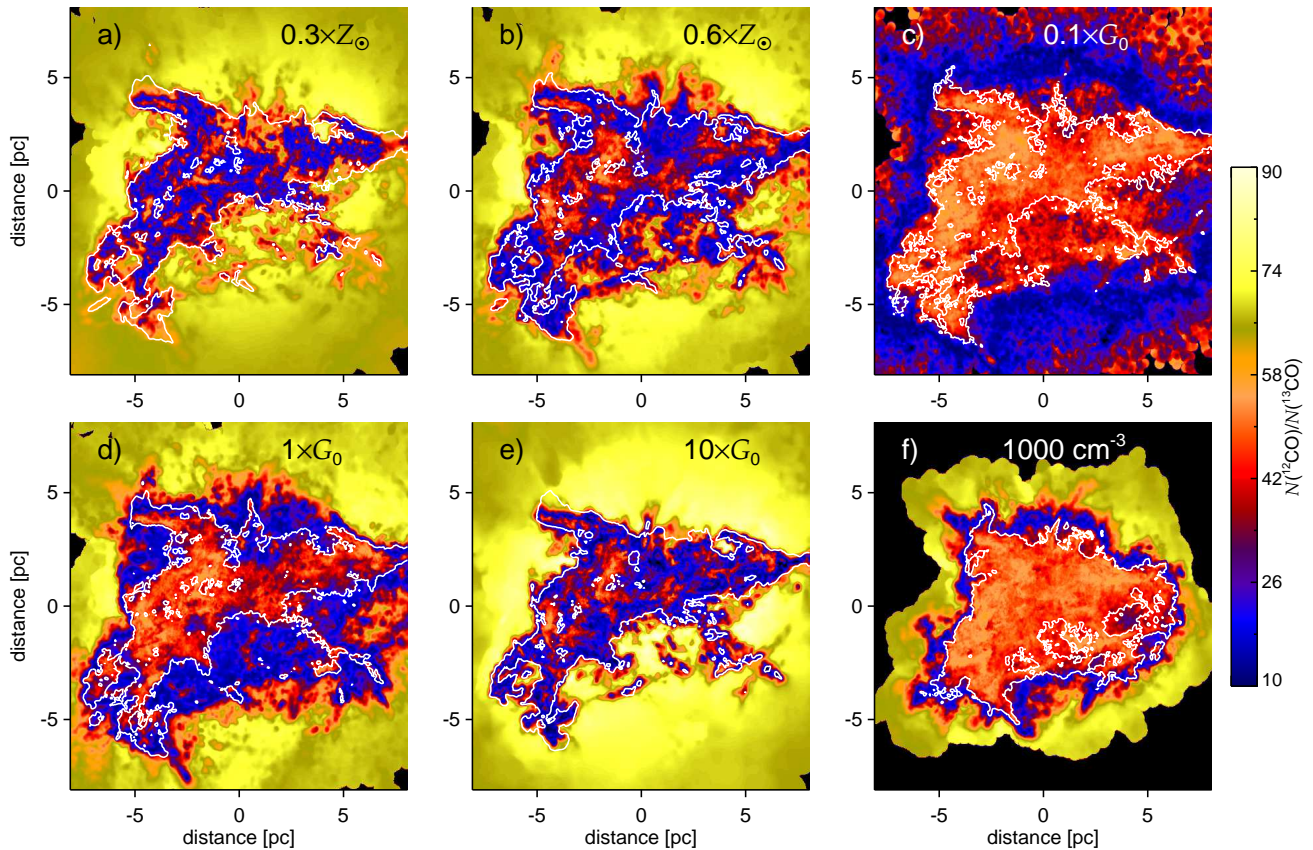 a) 0.3×Z☉
b) 0.6×Z☉
c) 0.1×G₀
distance [pc]
5
0
-5
-5 0 5
-5 0 5
-5 0 5
d) 1×G₀
e) 10×G₀
f) 1000 cm⁻³
distance [pc]
5
0
-5
-5 0 5
-5 0 5
-5 0 5
distance [pc]
distance [pc]
distance [pc]
90
74
58
42
26
10
N(¹²CO)/N(¹³CO)